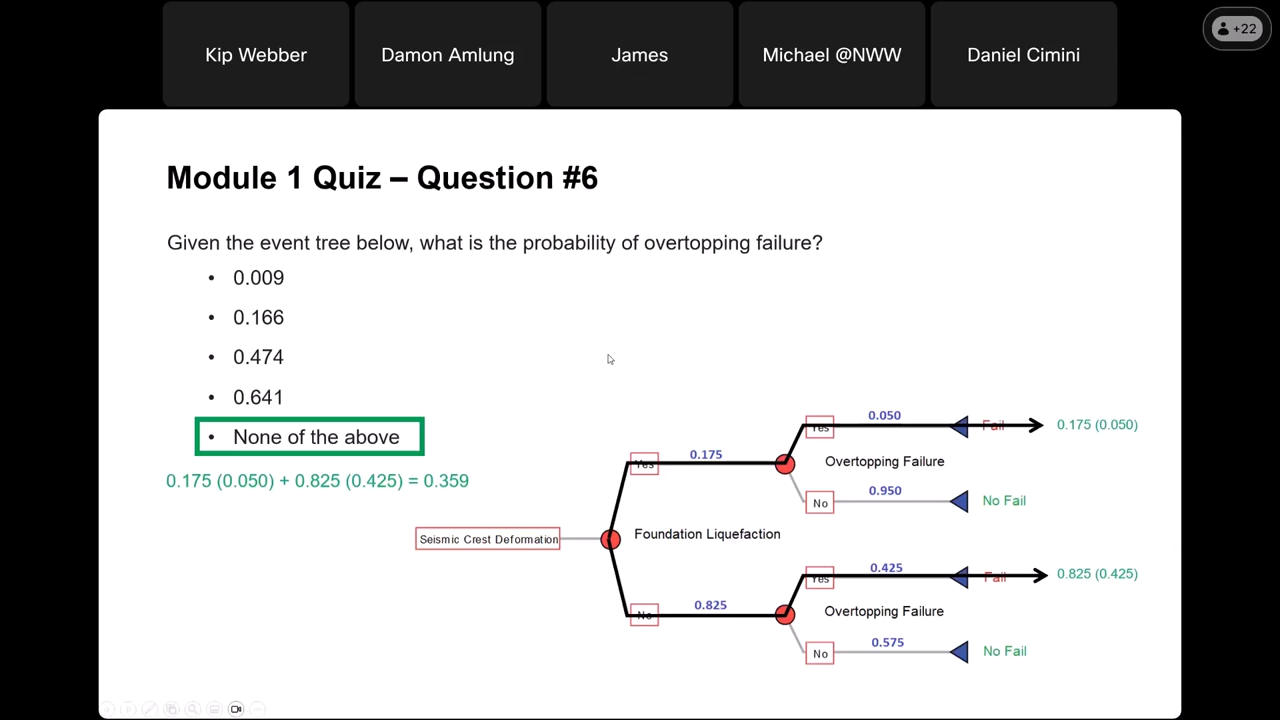 Kip Webber
Damon Amlung
James
Michael @NWW
Daniel Cimini
+22
Module 1 Quiz – Question #6
Given the event tree below, what is the probability of overtopping failure?
• 0.009
• 0.166
• 0.474
• 0.641
• None of the above
0.175 (0.050) + 0.825 (0.425) = 0.359
Seismic Crest Deformation
Foundation Liquefaction
Yes
0.175
No
0.825
Yes
0.050
Fail
0.175 (0.050)
Overtopping Failure
No
0.950
No Fail
Yes
0.425
Fail
0.825 (0.425)
Overtopping Failure
No
0.575
No Fail